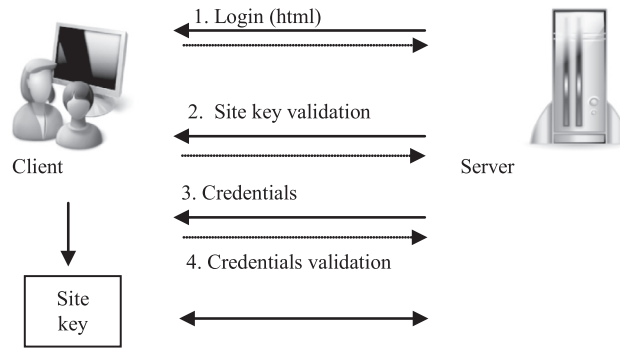 1. Login (html)
2. Site key validation
Client
Server
3. Credentials
4. Credentials validation
Site
key